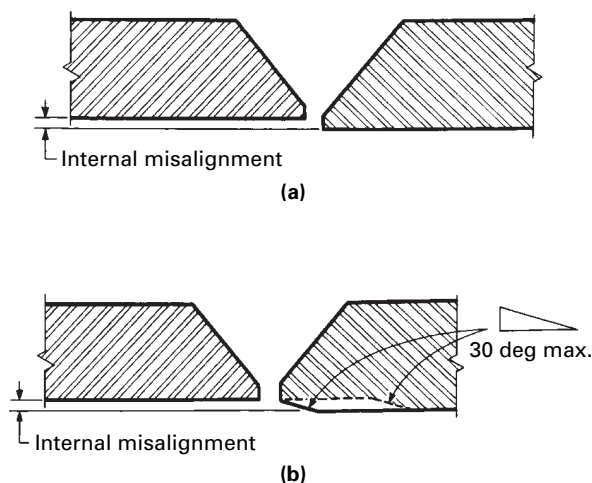 Internal misalignment
(a)
30 deg max.
Internal misalignment
(b)